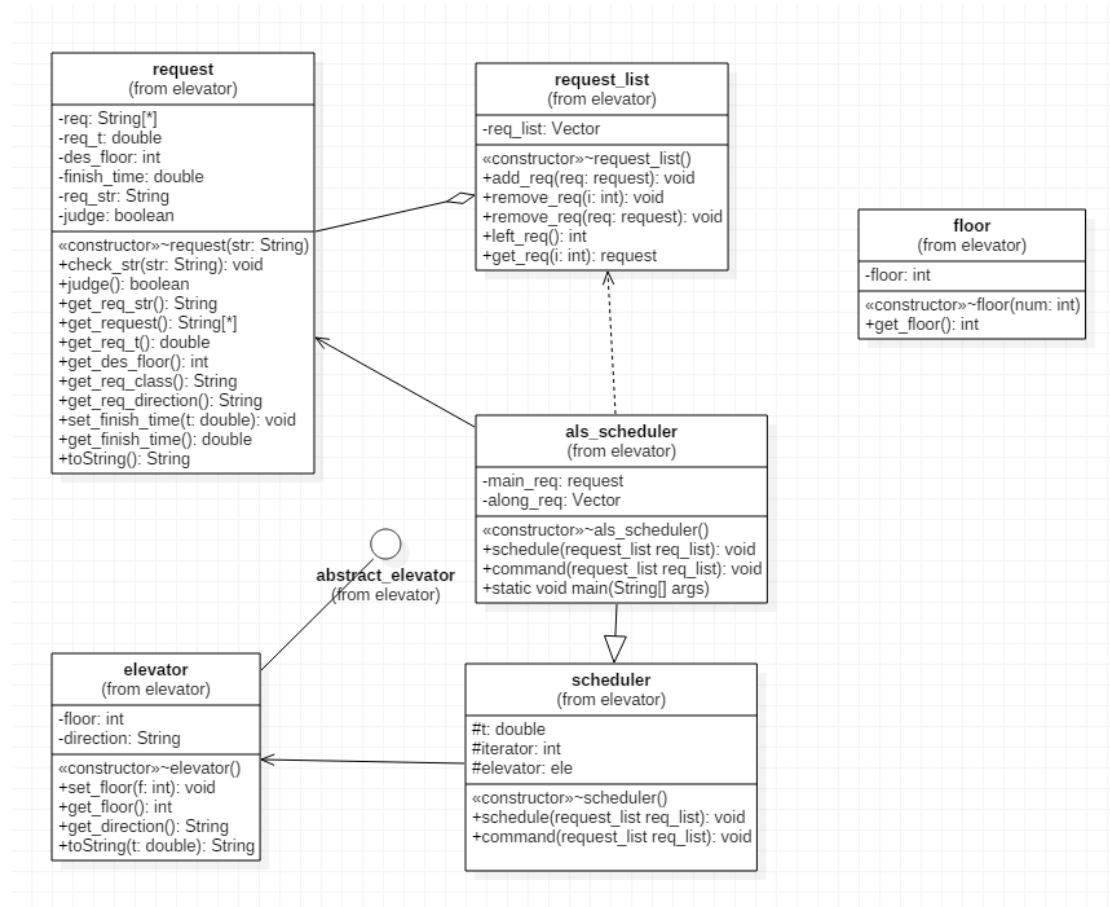 request
(from elevator)
-req: String[*]
-req_t: double
-des_floor: int
-finish_time: double
-req_str: String
-judge: boolean
«constructor»~request(str: String)
+check_str(str: String): void
+judge(): boolean
+get_req_str(): String
+get_request(): String[*]
+get_req_t(): double
+get_des_floor(): int
+get_req_class(): String
+get_req_direction(): String
+set_finish_time(t: double): void
+get_finish_time(): double
+toString(): String
request_list
(from elevator)
-req_list: Vector
«constructor»~request_list()
+add_req(req: request): void
+remove_req(i: int): void
+remove_req(req: request): void
+left_req(): int
+get_req(i: int): request
floor
(from elevator)
-floor: int
«constructor»~floor(num: int)
+get_floor(): int
als_scheduler
(from elevator)
-main_req: request
-along_req: Vector
«constructor»~als_scheduler()
+schedule(request_list req_list): void
+command(request_list req_list): void
+static void main(String[] args)
abstract_elevator
(from elevator)
elevator
(from elevator)
-floor: int
-direction: String
«constructor»~elevator()
+set_floor(f: int): void
+get_floor(): int
+get_direction(): String
+toString(t: double): String
scheduler
(from elevator)
#t: double
#iterator: int
#elevator: ele
«constructor»~scheduler()
+schedule(request_list req_list): void
+command(request_list req_list): void